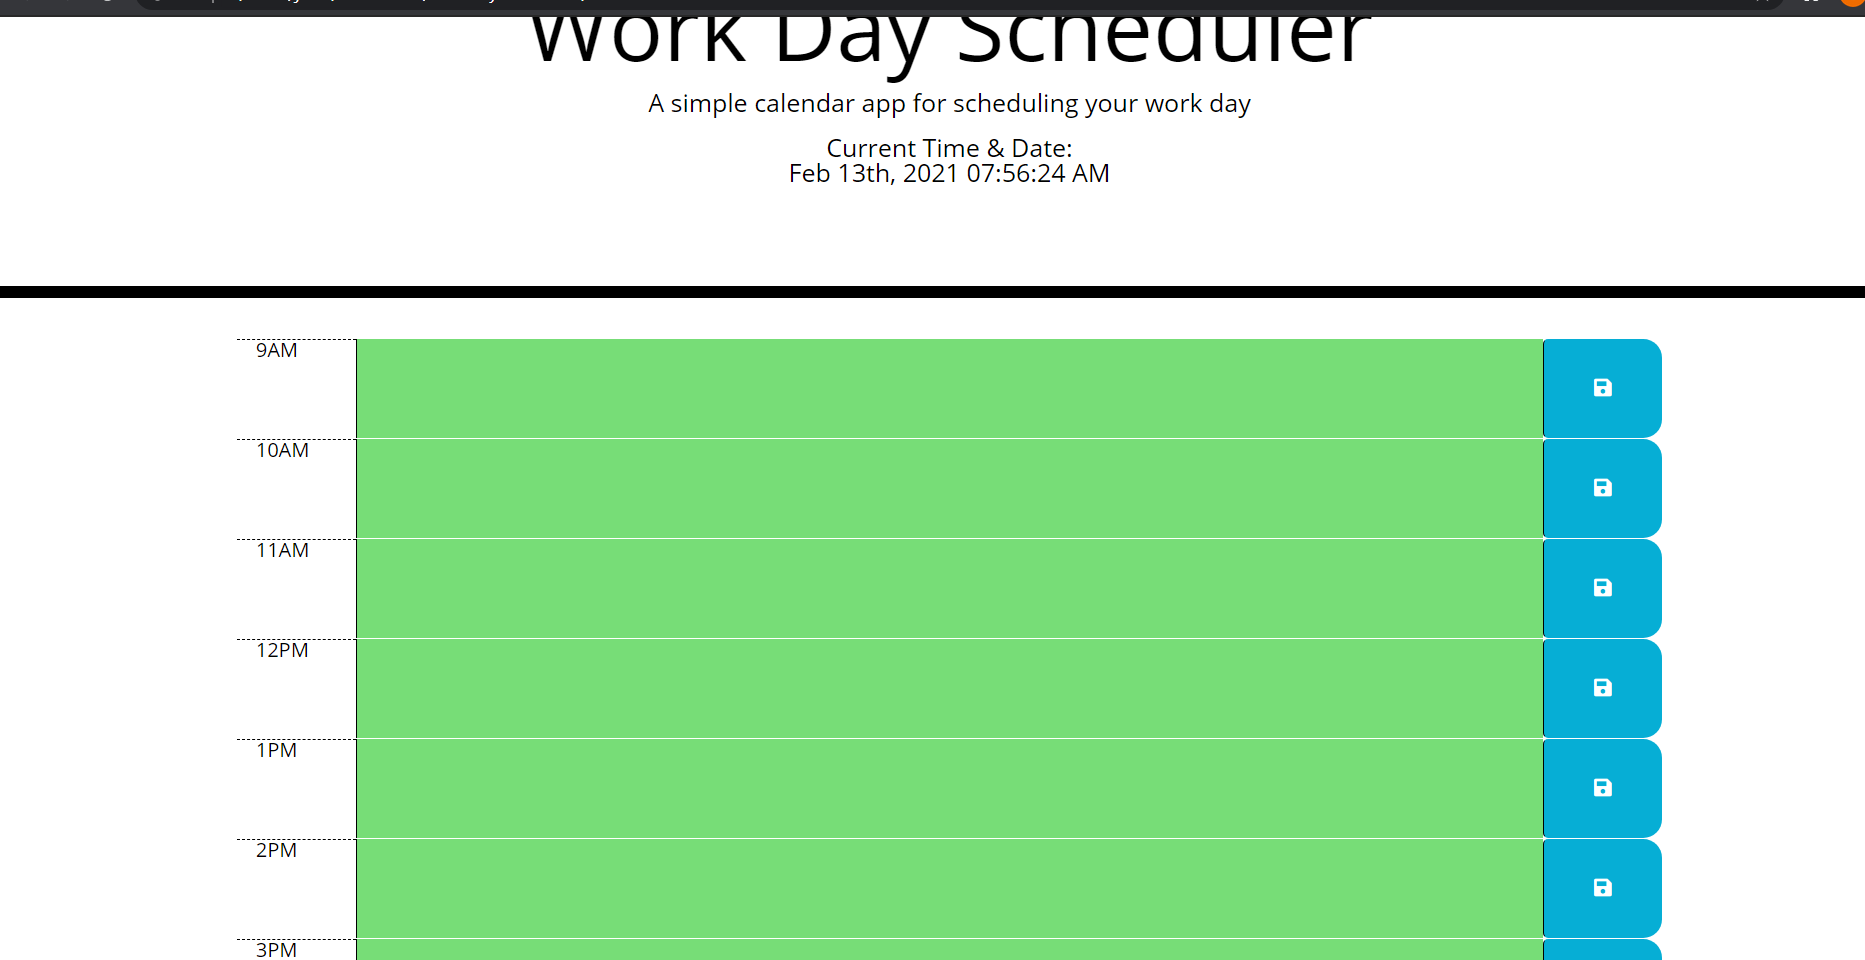 Work Day Scheduler
A simple calendar app for scheduling your work day
Current Time & Date:
Feb 13th, 2021 07:56:24 AM
9AM
10AM
11AM
12PM
1PM
2PM
3PM